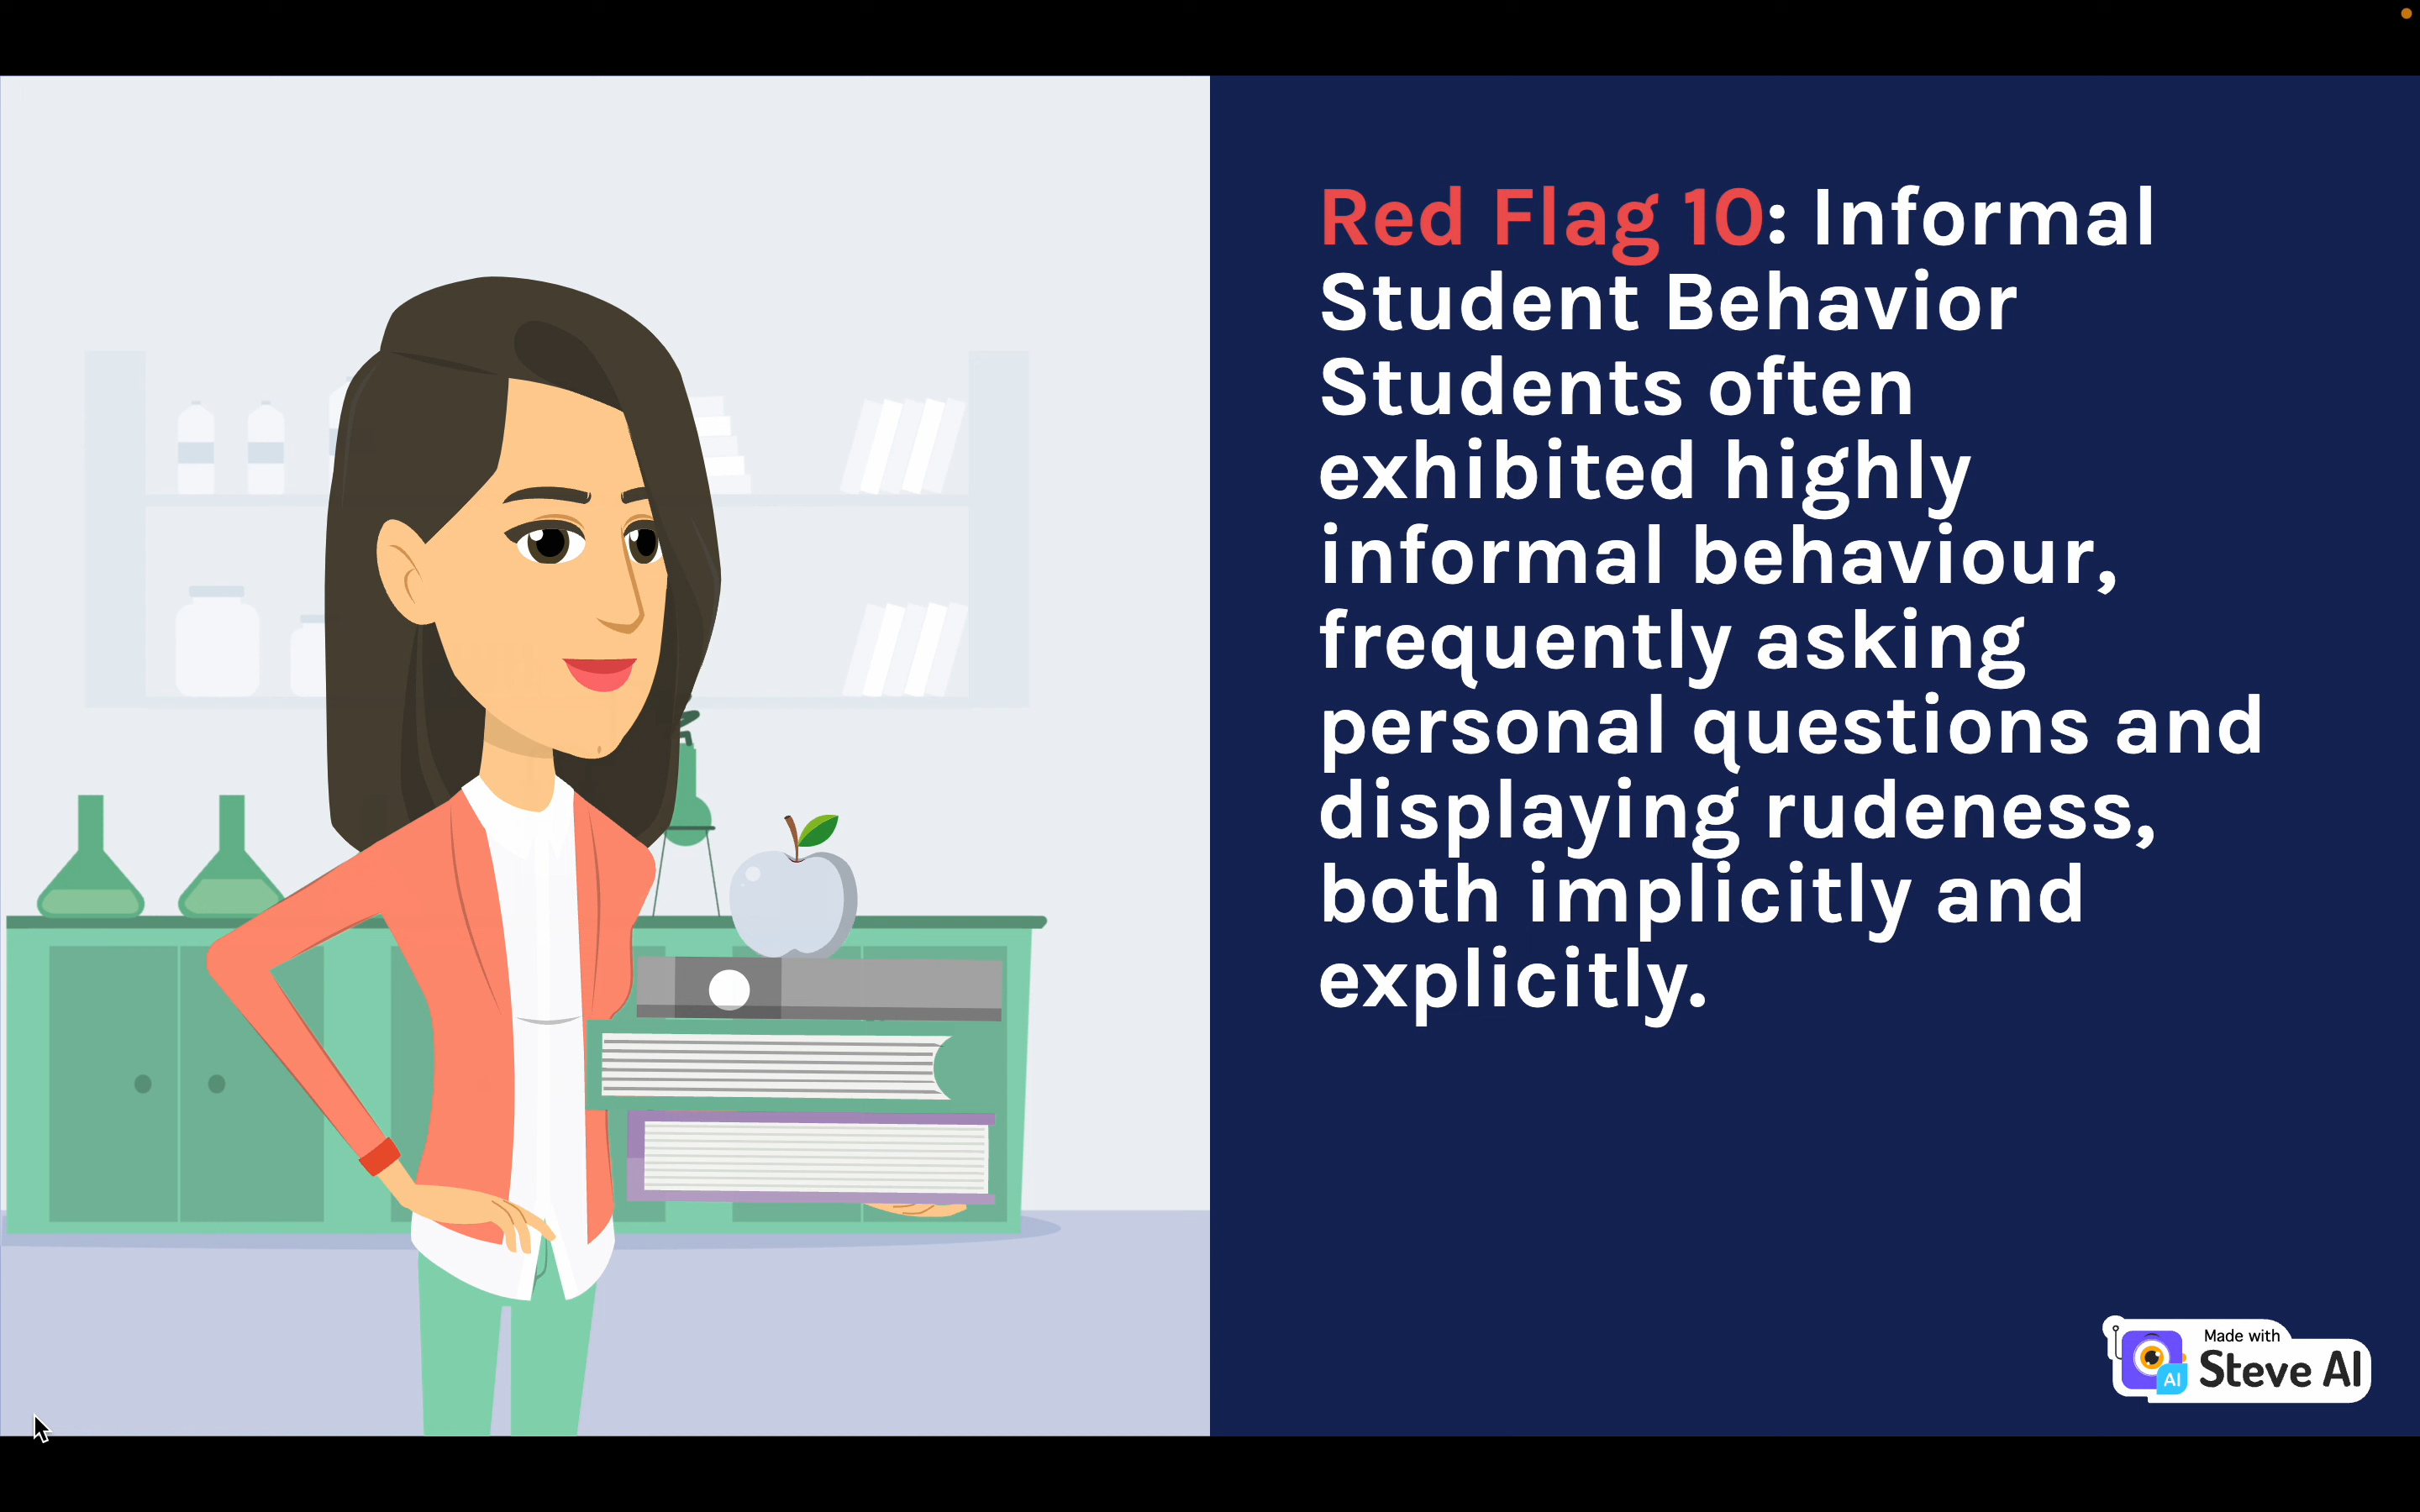 Red Flag 10: Informal
Student Behavior
Students often
exhibited highly
informal behaviour,
frequently asking
personal questions and
displaying rudeness,
both implicitly and
explicitly.
Made with
AI
Steve AI